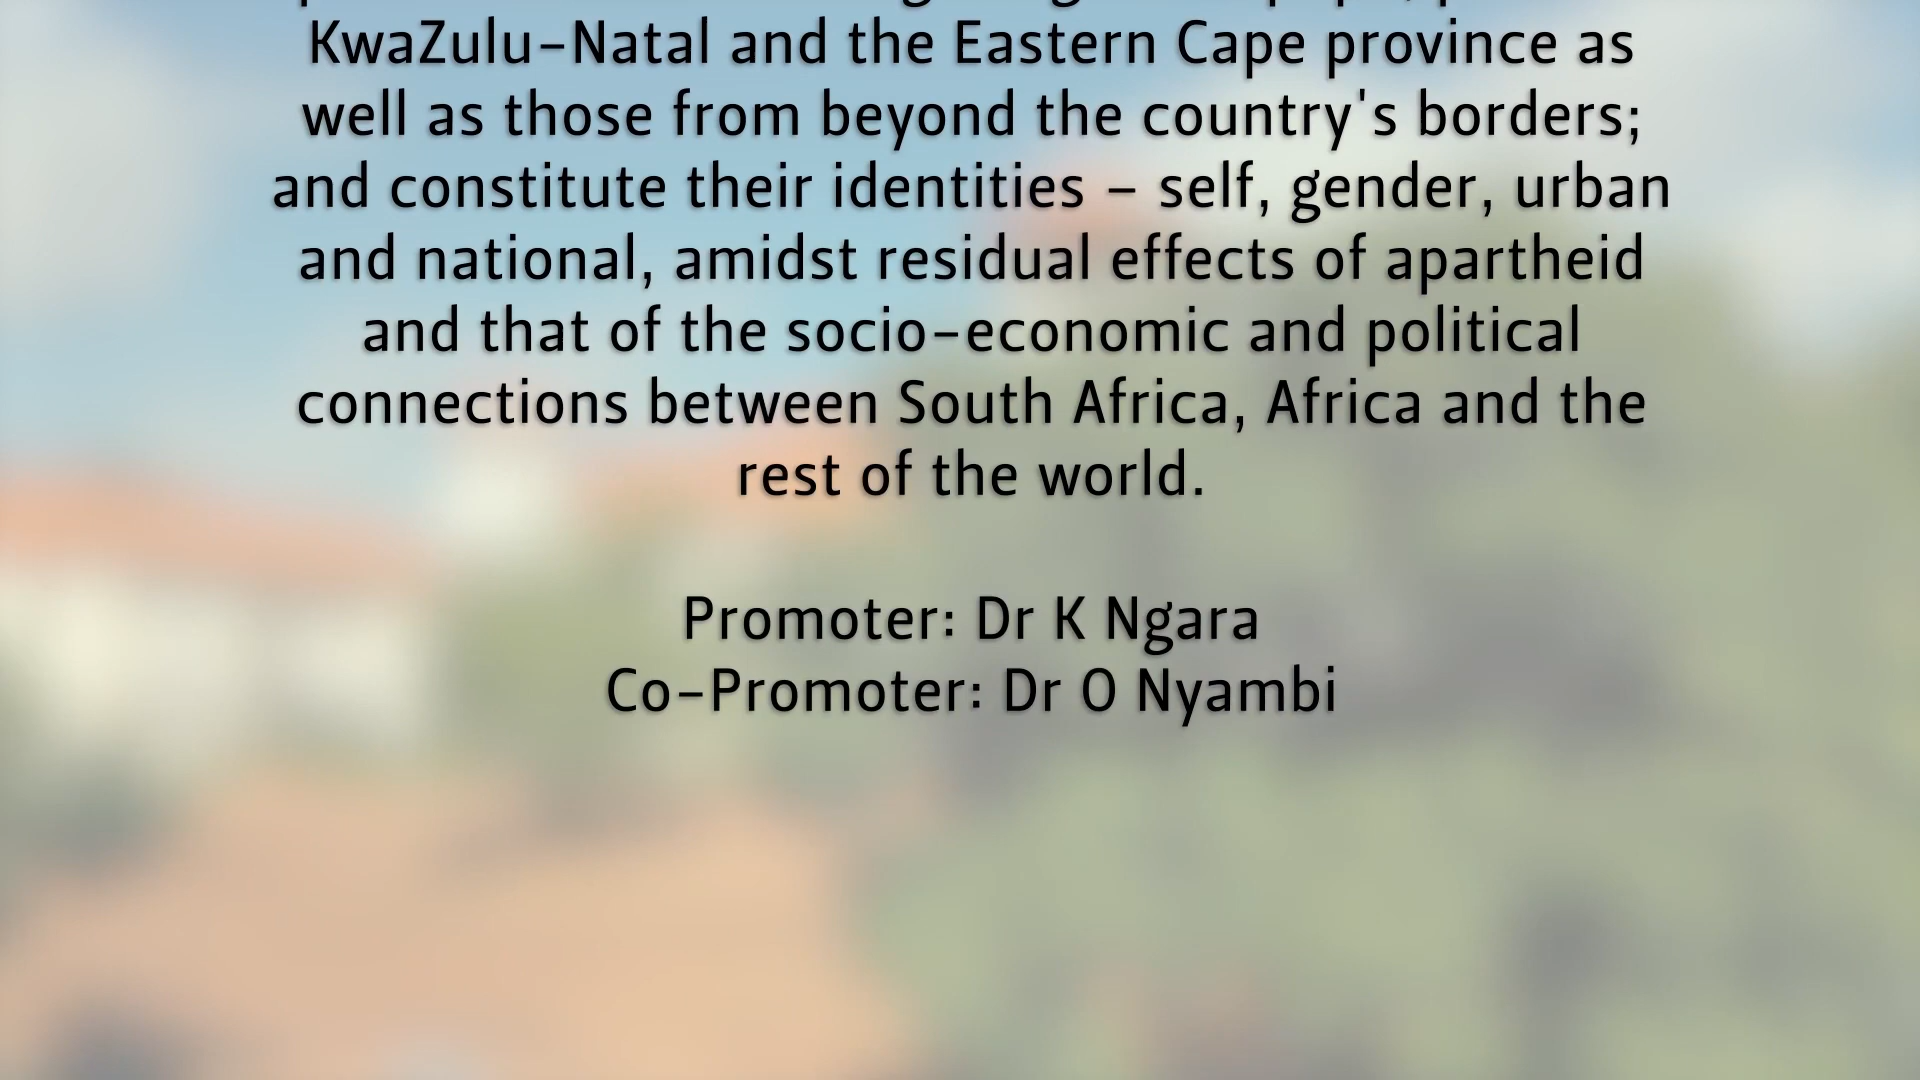 KwaZulu–Natal and the Eastern Cape province as
well as those from beyond the country's borders;
and constitute their identities – self, gender, urban
and national, amidst residual effects of apartheid
and that of the socio–economic and political
connections between South Africa, Africa and the
rest of the world.
Promoter: Dr K Ngara
Co–Promoter: Dr O Nyambi